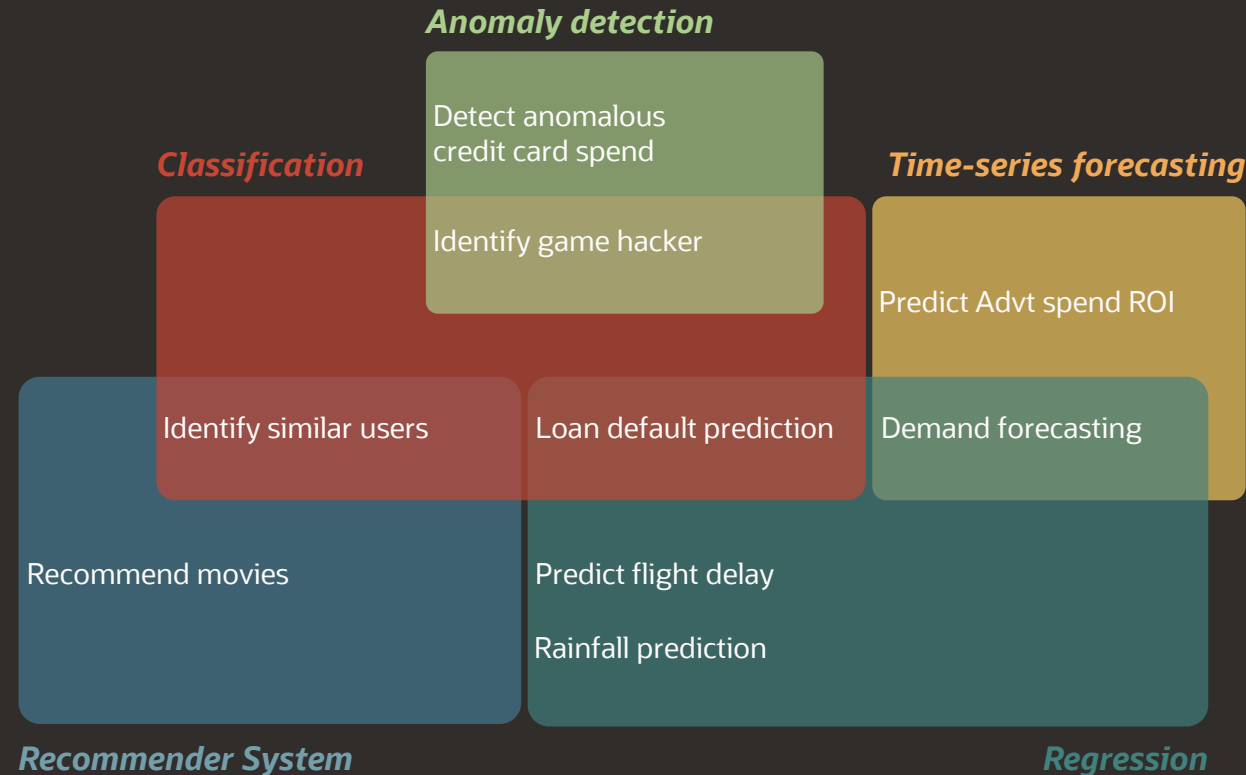 Anomaly detection
Detect anomalous
credit card spend
Classification
Time-series forecasting
Identify game hacker
Predict Advt spend ROI
Identify similar users
Loan default prediction
Demand forecasting
Recommend movies
Predict flight delay
Rainfall prediction
Recommender System
Regression